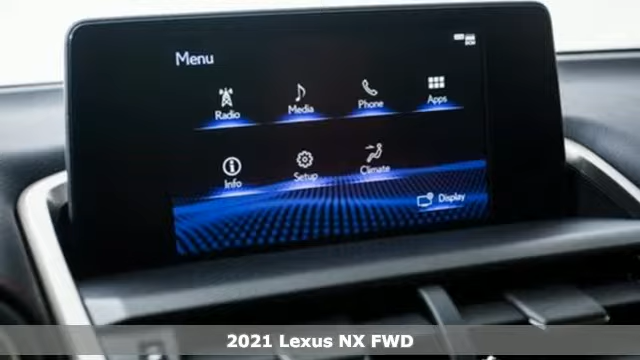 Menu
Radio
Media
Phone
Apps
Info
Setup
Climate
Display
2021 Lexus NX FWD